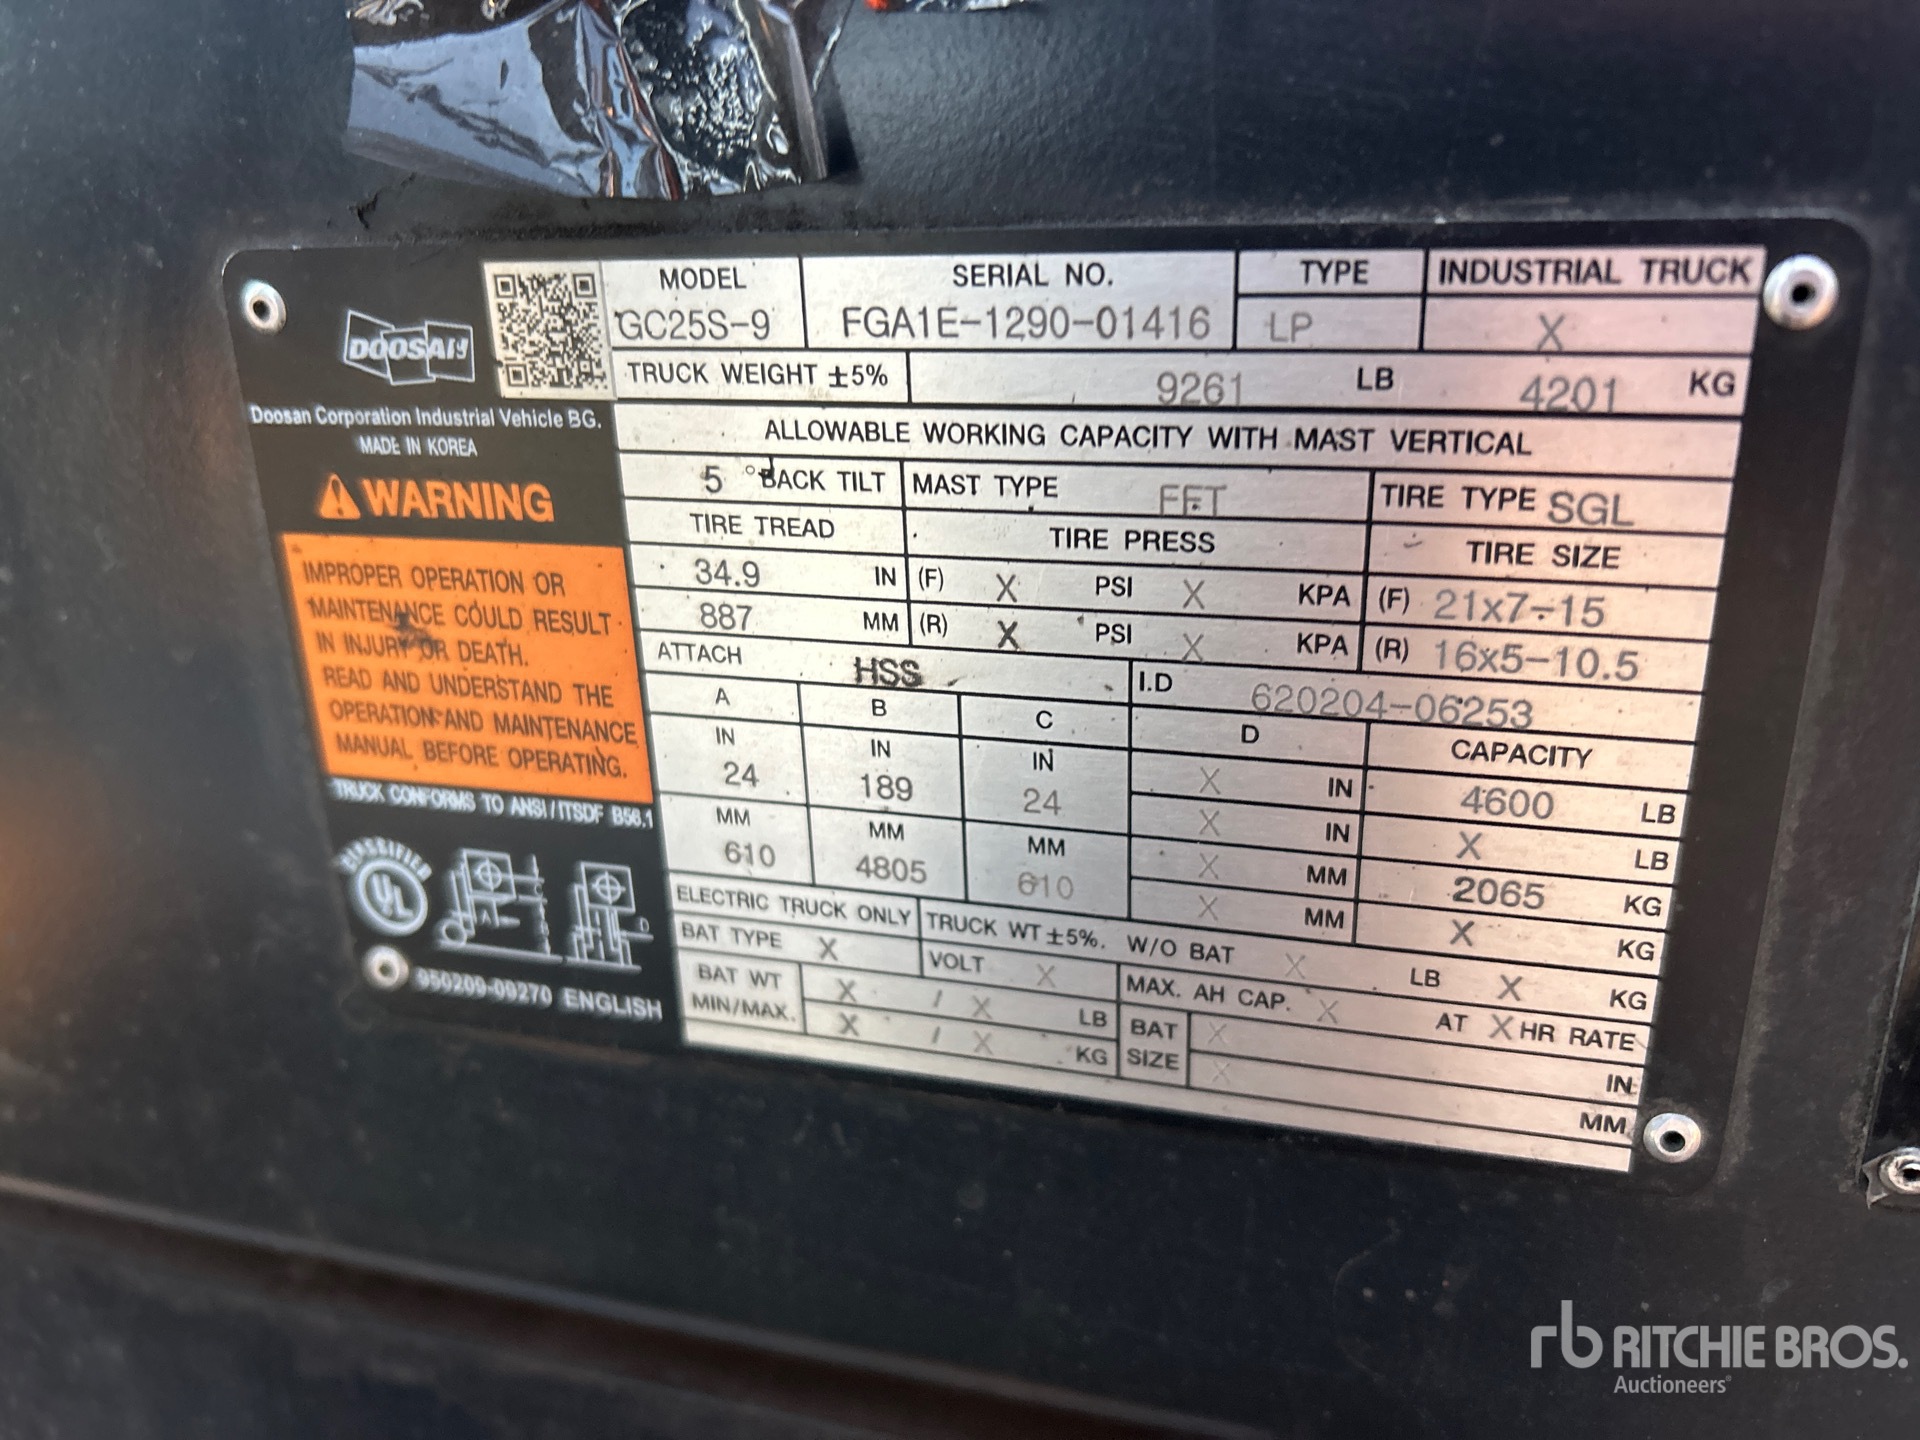 MODEL SERIAL NO. TYPE INDUSTRIAL TRUCK
GC25S-9 FGA1E-1290-01416 LP X
DOOSAN
Doosan Corporation Industrial Vehicle BG.
MADE IN KOREA
TRUCK WEIGHT ±5% 9261 LB 4201 KG
ALLOWABLE WORKING CAPACITY WITH MAST VERTICAL
5 °BACK TILT MAST TYPE FFT TIRE TYPE SGL
TIRE TREAD TIRE PRESS TIRE SIZE
34.9 IN (F) X PSI X KPA (F) 21x7-15
887 MM (R) X PSI X KPA (R) 16x5-10.5
ATTACH HSS I.D 620204-06253
A B C D CAPACITY
IN IN IN X IN 4600 LB
24 189 24 X IN X LB
MM MM MM X MM 2065 KG
610 4805 610 X MM X KG
ELECTRIC TRUCK ONLY TRUCK WT ±5%. W/O BAT X LB X KG
BAT TYPE X VOLT X MAX. AH CAP. X AT X HR RATE
BAT WT X / X LB BAT X IN
MIN/MAX. X / X KG SIZE X MM
WARNING
IMPROPER OPERATION OR
MAINTENANCE COULD RESULT
IN INJURY OR DEATH.
READ AND UNDERSTAND THE
OPERATION AND MAINTENANCE
MANUAL BEFORE OPERATING.
TRUCK CONFORMS TO ANSI/ITSDF B56.1
CLASSIFIED
UL
A
D
950209-09270 ENGLISH
rb RITCHIE BROS.
Auctioneers